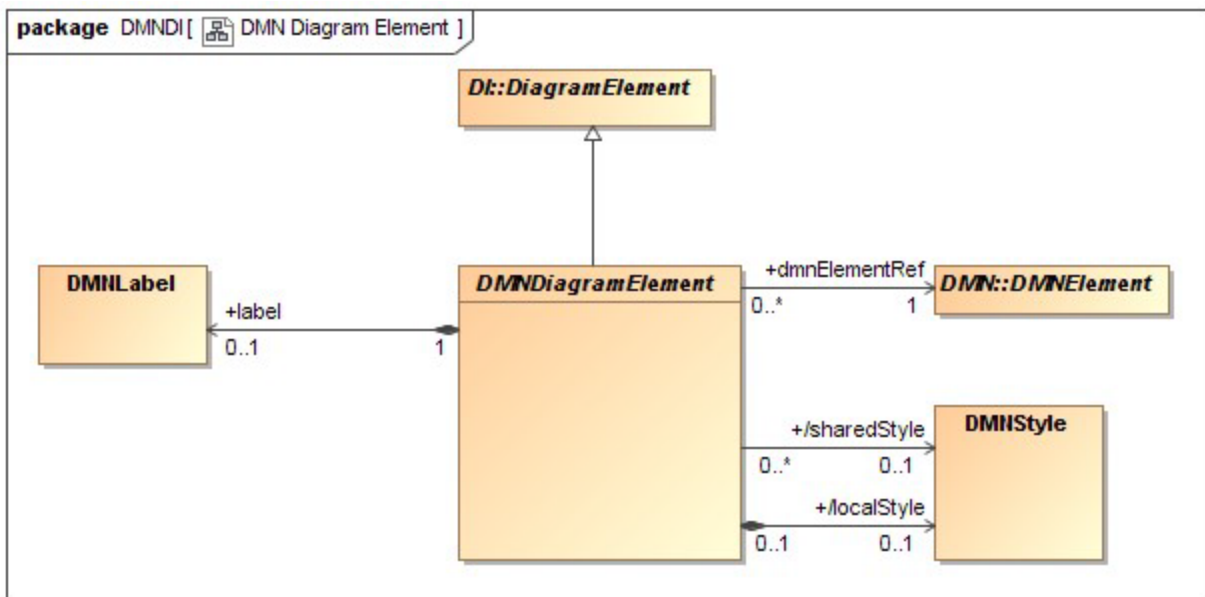 package DMNDI[ DMN Diagram Element ]
DI::DiagramElement
DMNLabel
+label
0..1
1
DMNDiagramElement
+dmnElementRef
0..*
1
DMN::DMNElement
+/sharedStyle
0..*
0..1
DMNStyle
+/localStyle
0..1
0..1